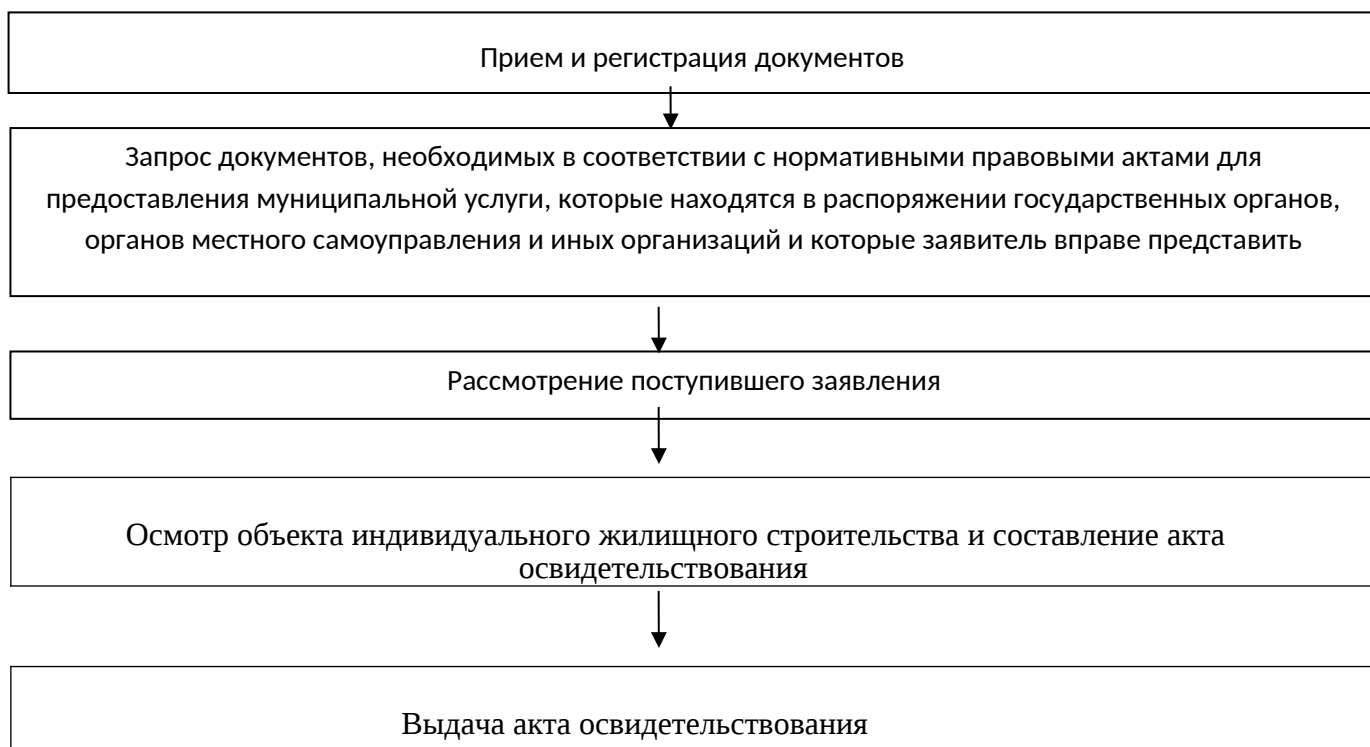 Прием и регистрация документов
Запрос документов, необходимых в соответствии с нормативными правовыми актами для
предоставления муниципальной услуги, которые находятся в распоряжении государственных органов,
органов местного самоуправления и иных организаций и которые заявитель вправе представить
Рассмотрение поступившего заявления
Осмотр объекта индивидуального жилищного строительства и составление акта
освидетельствования
Выдача акта освидетельствования